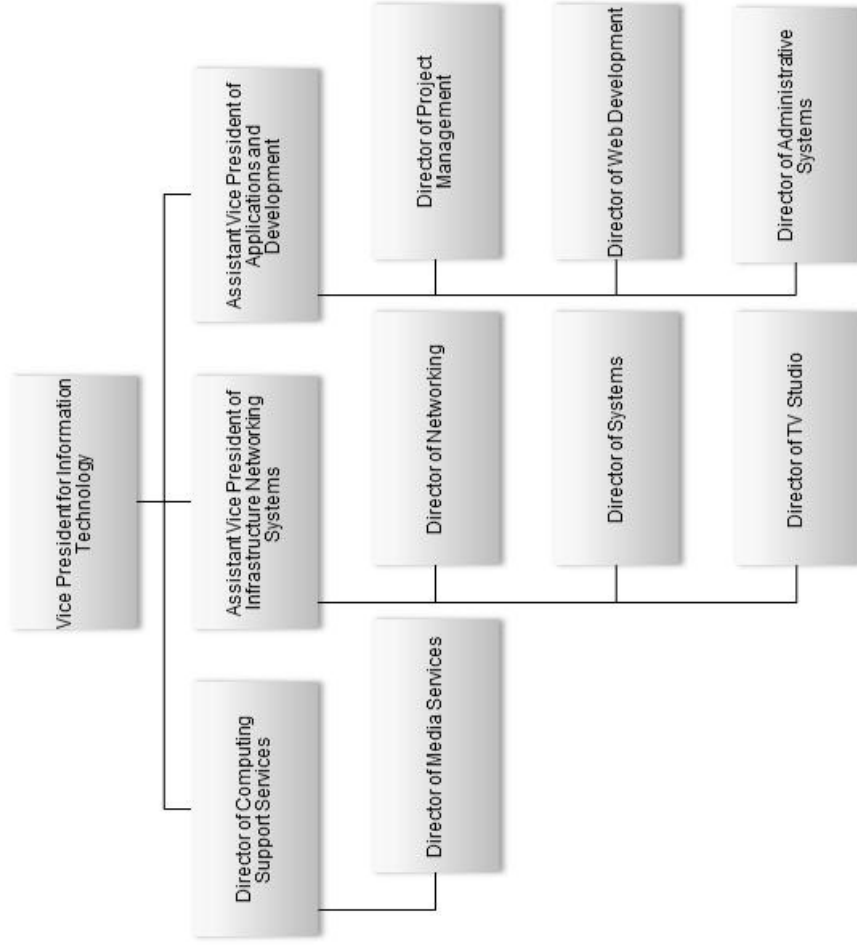 Vice President for Information
Technology
Director of Computing
Support Services
Assistant Vice President of
Infrastructure Networking
Systems
Assistant Vice President of
Applications and
Development
Director of Media Services
Director of Networking
Director of Project
Management
Director of Systems
Director of Web Development
Director of TV Studio
Director of Administrative
Systems